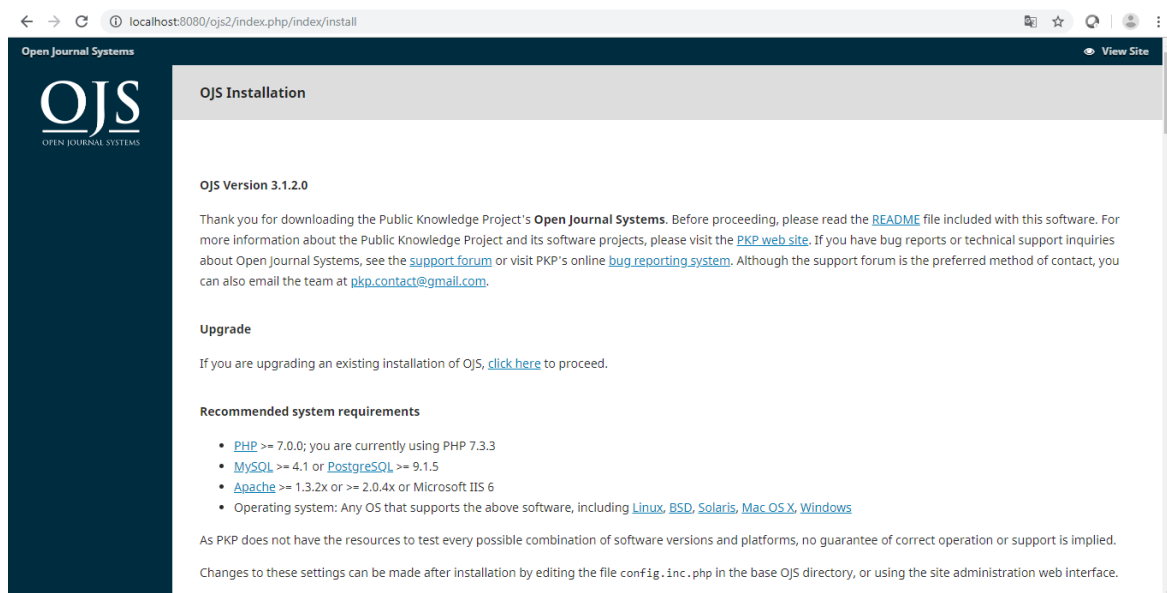 localhost:8080/ojs2/index.php/index/install
Open Journal Systems
View Site
OJS
OPEN JOURNAL SYSTEMS
OJS Installation
OJS Version 3.1.2.0
Thank you for downloading the Public Knowledge Project's Open Journal Systems. Before proceeding, please read the README file included with this software. For
more information about the Public Knowledge Project and its software projects, please visit the PKP web site. If you have bug reports or technical support inquiries
about Open Journal Systems, see the support forum or visit PKP's online bug reporting system. Although the support forum is the preferred method of contact, you
can also email the team at pkp.contact@gmail.com.
Upgrade
If you are upgrading an existing installation of OJS, click here to proceed.
Recommended system requirements
• PHP >= 7.0.0; you are currently using PHP 7.3.3
• MySQL >= 4.1 or PostgreSQL >= 9.1.5
• Apache >= 1.3.2x or >= 2.0.4x or Microsoft IIS 6
• Operating system: Any OS that supports the above software, including Linux, BSD, Solaris, Mac OS X, Windows
As PKP does not have the resources to test every possible combination of software versions and platforms, no guarantee of correct operation or support is implied.
Changes to these settings can be made after installation by editing the file config.inc.php in the base OJS directory, or using the site administration web interface.